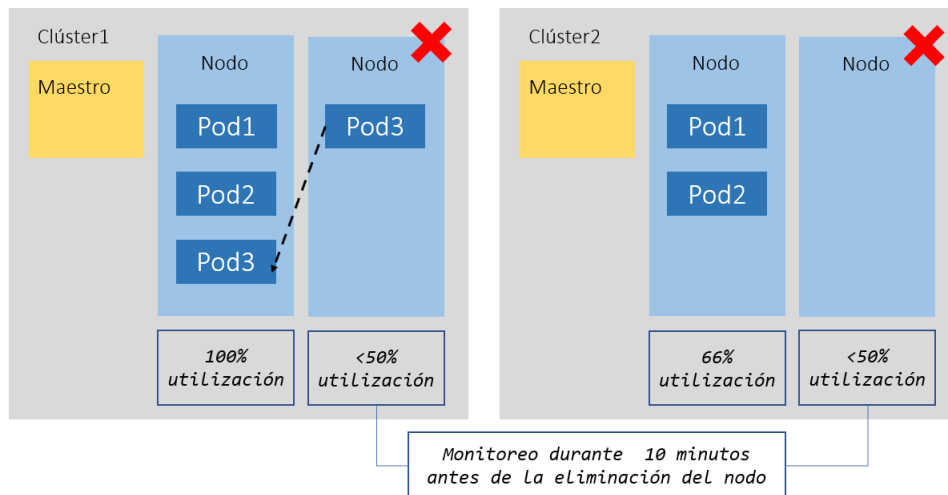 Clúster1
Maestro
Nodo
Pod1
Pod2
Pod3
Nodo
Pod3
100%
utilización
<50%
utilización
Clúster2
Maestro
Nodo
Pod1
Pod2
Nodo
66%
utilización
<50%
utilización
Monitoreo durante  10 minutos
antes de la eliminación del nodo